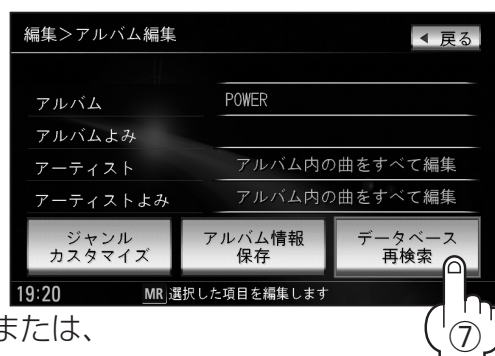 編集>アルバム編集
◀ 戻る
アルバム
POWER
アルバムよみ
アーティスト
アルバム内の曲をすべて編集
アーティストよみ
アルバム内の曲をすべて編集
ジャンル
カスタマイズ
アルバム情報
保存
データベース
再検索
19:20
MR 選択した項目を編集します
⑦
または、